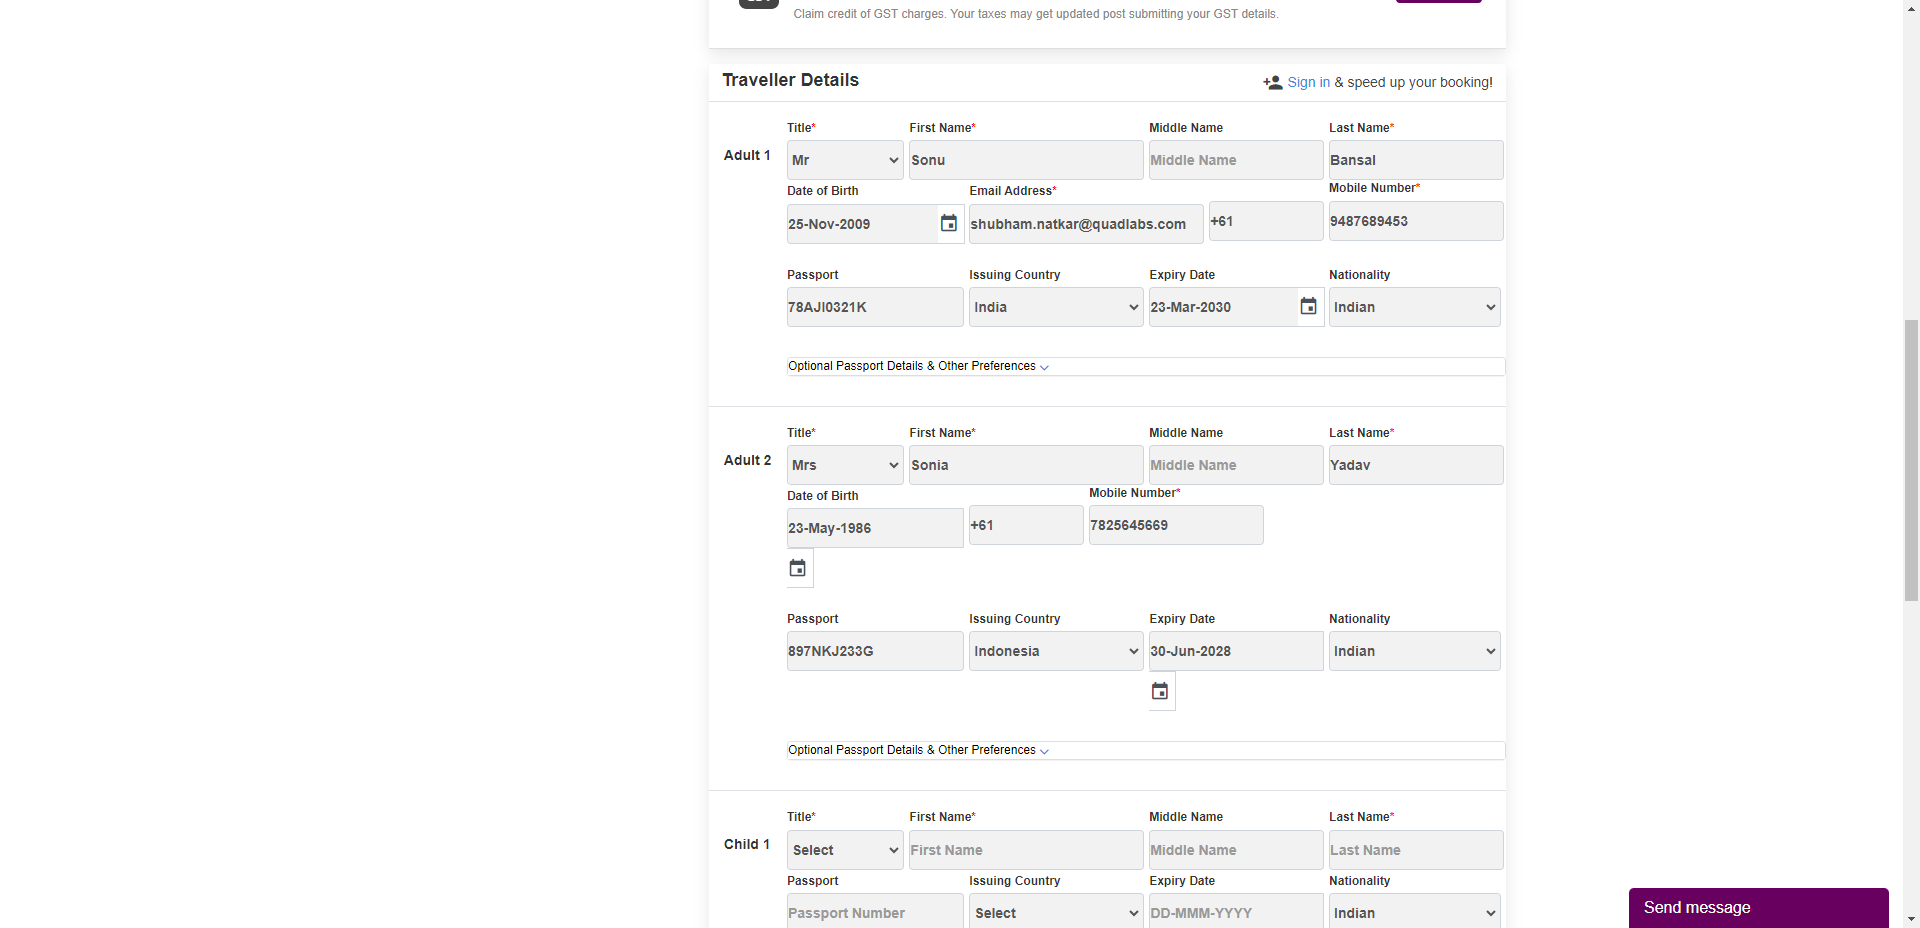 Claim credit of GST charges. Your taxes may get updated post submitting your GST details.
Traveller Details
Sign in & speed up your booking!
Title* First Name* Middle Name Last Name*
Adult 1 Mr Sonu Middle Name Bansal
Date of Birth Email Address* Mobile Number*
25-Nov-2009 shubham.natkar@quadlabs.com +61 9487689453
Passport Issuing Country Expiry Date Nationality
78AJI0321K India 23-Mar-2030 Indian
Optional Passport Details & Other Preferences
Title* First Name* Middle Name Last Name*
Adult 2 Mrs Sonia Middle Name Yadav
Date of Birth Mobile Number*
23-May-1986 +61 7825645669
Passport Issuing Country Expiry Date Nationality
897NKJ233G Indonesia 30-Jun-2028 Indian
Optional Passport Details & Other Preferences
Title* First Name* Middle Name Last Name*
Child 1 Select First Name Middle Name Last Name
Passport Issuing Country Expiry Date Nationality
Passport Number Select DD-MMM-YYYY Indian
Send message